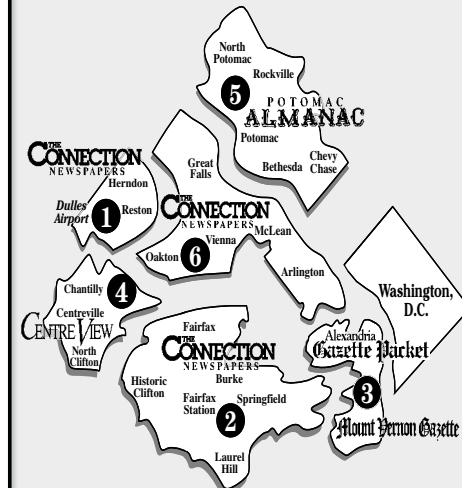 North
Potomac
Rockville
5
POTOMAC
ALMANAC
Potomac
Bethesda
Chevy
Chase
THE
CONNECTION
NEWSPAPERS
Herndon
Dulles
Airport
1
Reston
Great
Falls
THE
CONNECTION
NEWSPAPERS
McLean
Vienna
Oakton
6
Arlington
Chantilly
4
Centreville
CENTRE VIEW
North
Clifton
Washington,
D.C.
Fairfax
THE
CONNECTION
NEWSPAPERS
Burke
Historic
Clifton
Fairfax
Station
Springfield
2
Laurel
Hill
Alexandria
Gazette Packet
3
Mount Vernon Gazette